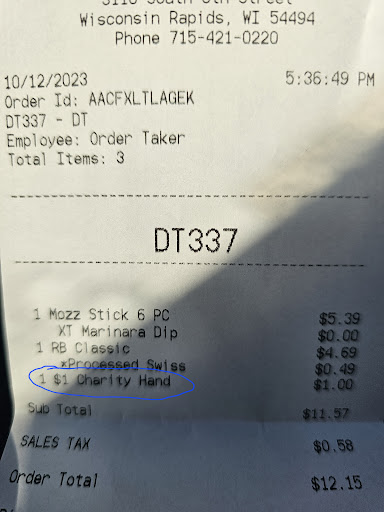 Wisconsin Rapids, WI 54494
Phone 715-421-0220
10/12/2023 5:36:49 PM
Order Id: AACFXLTLAGEK
DT337 - DT
Employee: Order Taker
Total Items: 3
DT337
1 Mozz Stick 6 PC $5.39
XT Marinara Dip $0.00
1 RB Classic $4.69
*Processed Swiss $0.49
1 $1 Charity Hand $1.00
Sub Total $11.57
SALES TAX $0.58
Order Total $12.15